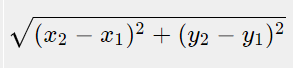 √((x₂ − x₁)² + (y₂ − y₁)²)